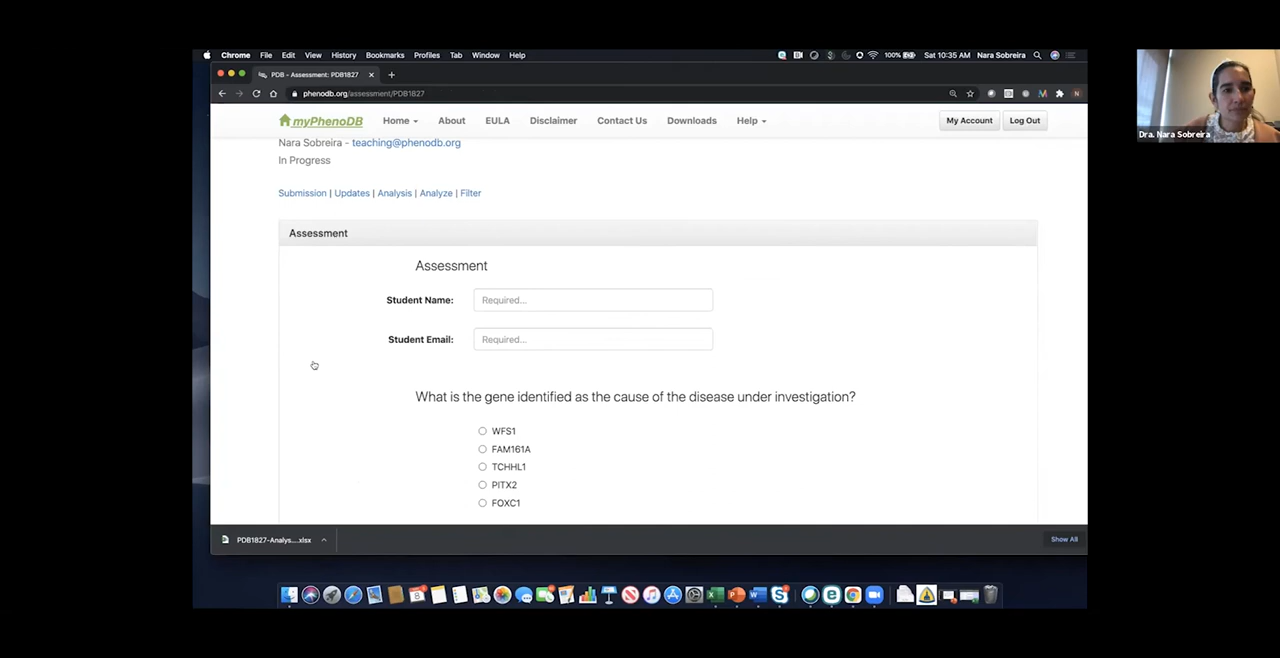 Chrome File Edit View History Bookmarks Profiles Tab Window Help 100% Sat 10:35 AM Nara Sobreira
PDB - Assessment: PDB1827
phenodb.org/assessment/PDB1827
myPhenoDB Home About EULA Disclaimer Contact Us Downloads Help My Account Log Out
Dra. Nara Sobreira
Nara Sobreira - teaching@phenodb.org
In Progress
Submission | Updates | Analysis | Analyze | Filter
Assessment
Assessment
Student Name: Required...
Student Email: Required...
What is the gene identified as the cause of the disease under investigation?
WFS1
FAM161A
TCHHL1
PITX2
FOXC1
PDB1827-Analys....xlsx Show All